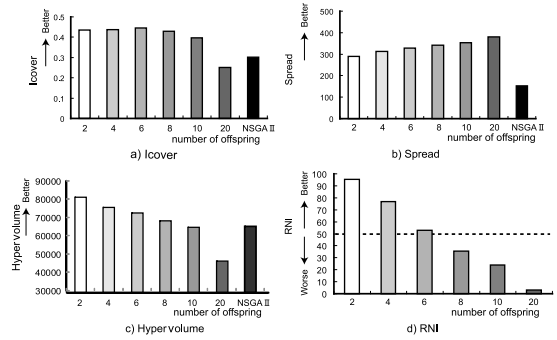 Icover
Better
0.5
0.4
0.3
0.2
0.1
0
2 4 6 8 10 20 NSGA II
number of offspring
a) Icover
Spread
Better
500
400
300
200
100
0
2 4 6 8 10 20 NSGA II
number of offspring
b) Spread
Hypervolume
Better
90000
80000
70000
60000
50000
40000
30000
2 4 6 8 10 20 NSGA II
number of offspring
c) Hypervolume
RNI
Better
Worse
100
90
80
70
60
50
40
30
20
10
0
2 4 6 8 10 20
number of offspring
d) RNI